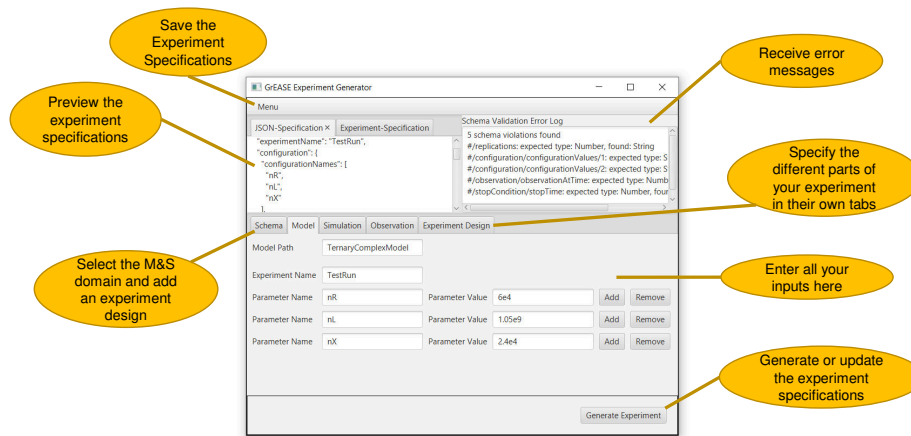 Save the
Experiment
Specifications
Receive error
messages
Preview the
experiment
specifications
Specify the
different parts of
your experiment
in their own tabs
Select the M&S
domain and add
an experiment
design
Enter all your
inputs here
Generate or update
the experiment
specifications
GrEASE Experiment Generator
Menu
JSON-Specification × Experiment-Specification
"experimentName": "TestRun",
"configuration": {
"configurationNames": [
"nR",
"nL",
"nX"
],
Schema Validation Error Log
5 schema violations found
#/replications: expected type: Number, found: String
#/configuration/configurationValues/1: expected type: S
#/configuration/configurationValues/2: expected type: S
#/observation/observationAtTime: expected type: Numb
#/stopCondition/stopTime: expected type: Number, four
Schema Model Simulation Observation Experiment Design
Model Path TernaryComplexModel
Experiment Name TestRun
Parameter Name nR Parameter Value 6e4 Add Remove
Parameter Name nL Parameter Value 1.05e9 Add Remove
Parameter Name nX Parameter Value 2.4e4 Add Remove
Generate Experiment